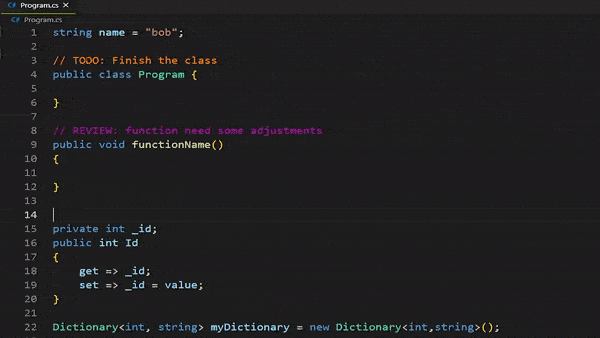 Program.cs ×
Program.cs
1 string name = "bob";
2
3 // TODO: Finish the class
4 public class Program {
5
6 }
7
8 // REVIEW: function need some adjustments
9 public void functionName()
10 {
11
12 }
13
14
15 private int _id;
16 public int Id
17 {
18 get => _id;
19 set => _id = value;
20 }
21
22 Dictionary<int, string> myDictionary = new Dictionary<int,string>();